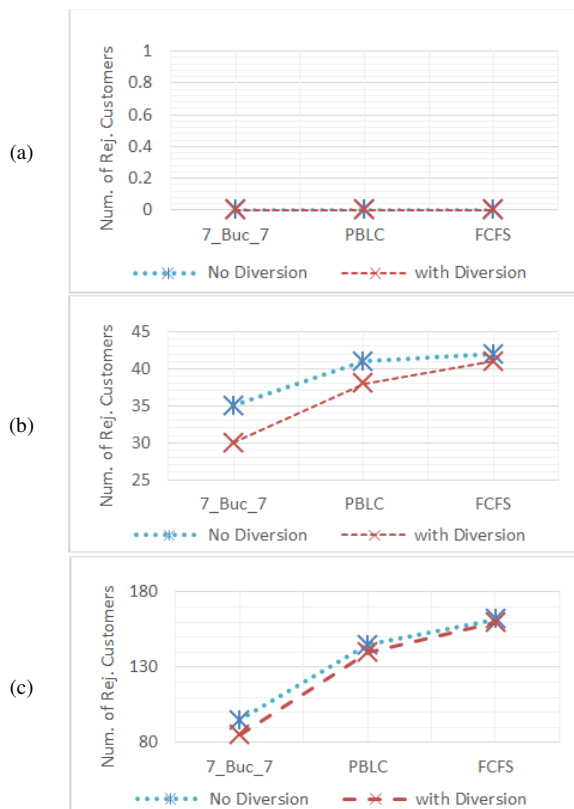 (a)
Num. of Rej. Customers
1
0.8
0.6
0.4
0.2
0
7_Buc_7 PBLC FCFS
No Diversion with Diversion
(b)
Num. of Rej. Customers
45
40
35
30
25
7_Buc_7 PBLC FCFS
No Diversion with Diversion
(c)
Num. of Rej. Customers
180
130
80
7_Buc_7 PBLC FCFS
No Diversion with Diversion